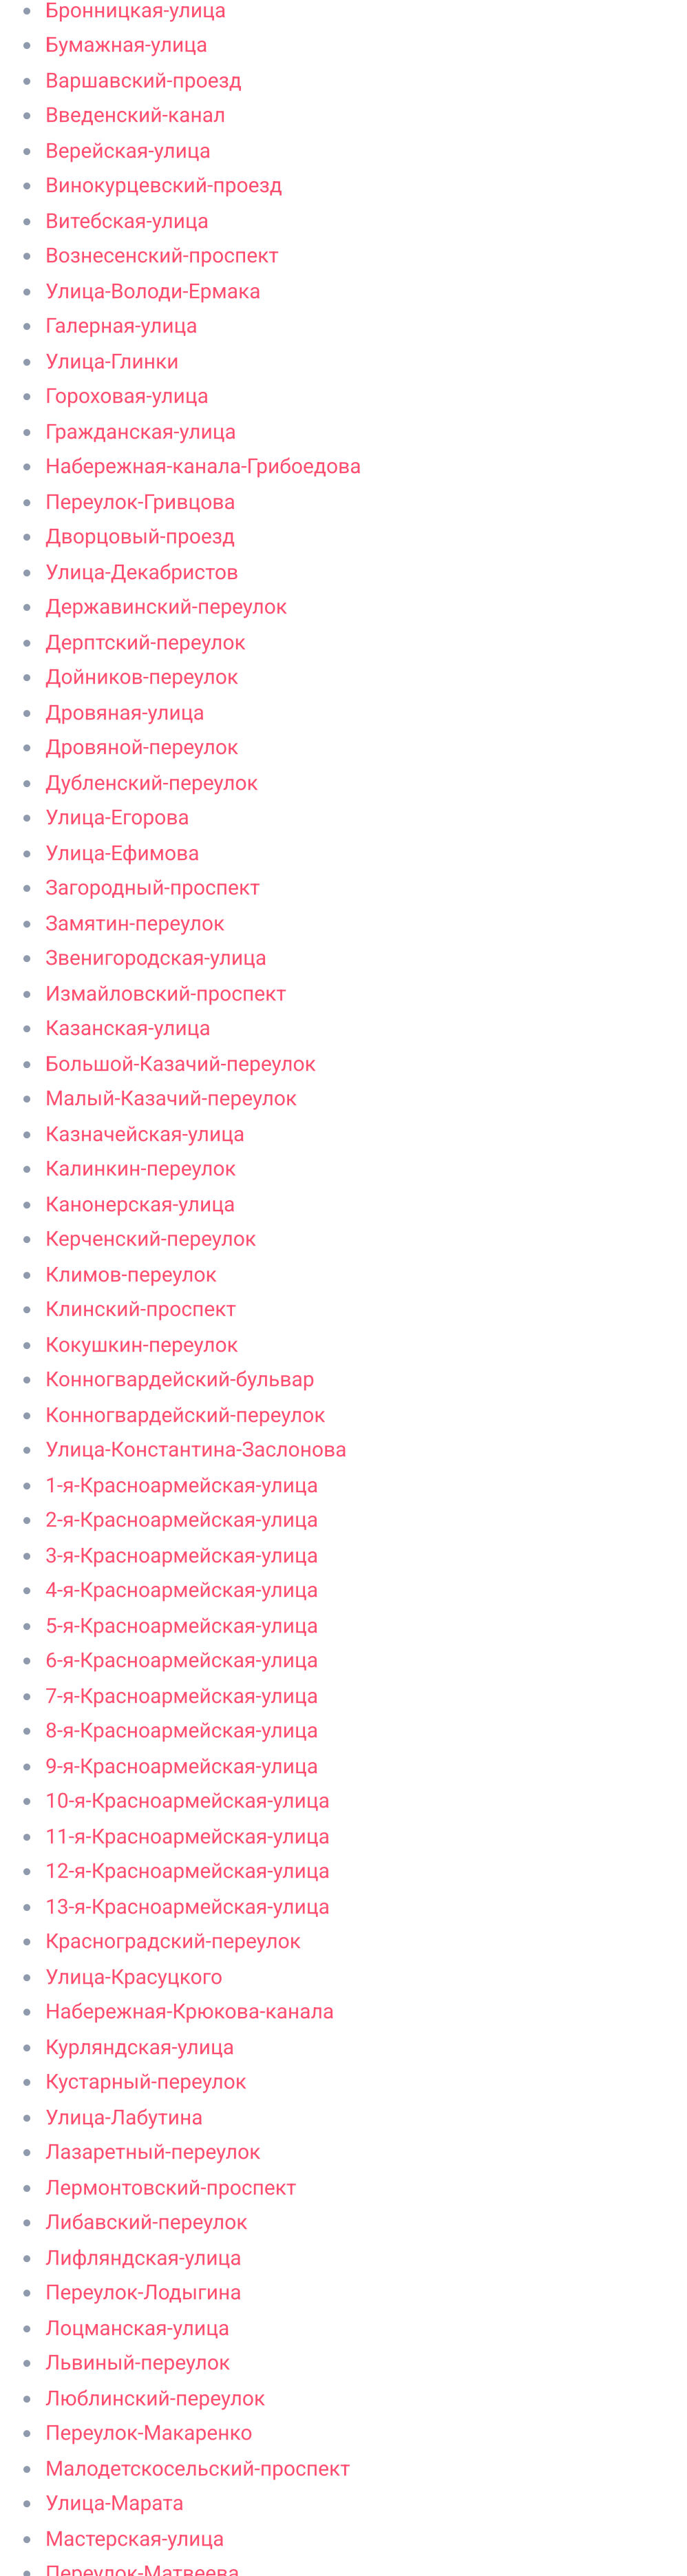 Бронницкая-улица
Бумажная-улица
Варшавский-проезд
Введенский-канал
Верейская-улица
Винокурцевский-проезд
Витебская-улица
Вознесенский-проспект
Улица-Володи-Ермака
Галерная-улица
Улица-Глинки
Гороховая-улица
Гражданская-улица
Набережная-канала-Грибоедова
Переулок-Гривцова
Дворцовый-проезд
Улица-Декабристов
Державинский-переулок
Дерптский-переулок
Дойников-переулок
Дровяная-улица
Дровяной-переулок
Дубленский-переулок
Улица-Егорова
Улица-Ефимова
Загородный-проспект
Замятин-переулок
Звенигородская-улица
Измайловский-проспект
Казанская-улица
Большой-Казачий-переулок
Малый-Казачий-переулок
Казначейская-улица
Калинкин-переулок
Канонерская-улица
Керченский-переулок
Климов-переулок
Клинский-проспект
Кокушкин-переулок
Конногвардейский-бульвар
Конногвардейский-переулок
Улица-Константина-Заслонова
1-я-Красноармейская-улица
2-я-Красноармейская-улица
3-я-Красноармейская-улица
4-я-Красноармейская-улица
5-я-Красноармейская-улица
6-я-Красноармейская-улица
7-я-Красноармейская-улица
8-я-Красноармейская-улица
9-я-Красноармейская-улица
10-я-Красноармейская-улица
11-я-Красноармейская-улица
12-я-Красноармейская-улица
13-я-Красноармейская-улица
Красноградский-переулок
Улица-Красуцкого
Набережная-Крюкова-канала
Курляндская-улица
Кустарный-переулок
Улица-Лабутина
Лазаретный-переулок
Лермонтовский-проспект
Либавский-переулок
Лифляндская-улица
Переулок-Лодыгина
Лоцманская-улица
Львиный-переулок
Люблинский-переулок
Переулок-Макаренко
Малодетскосельский-проспект
Улица-Марата
Мастерская-улица
Переулок-Матвеева